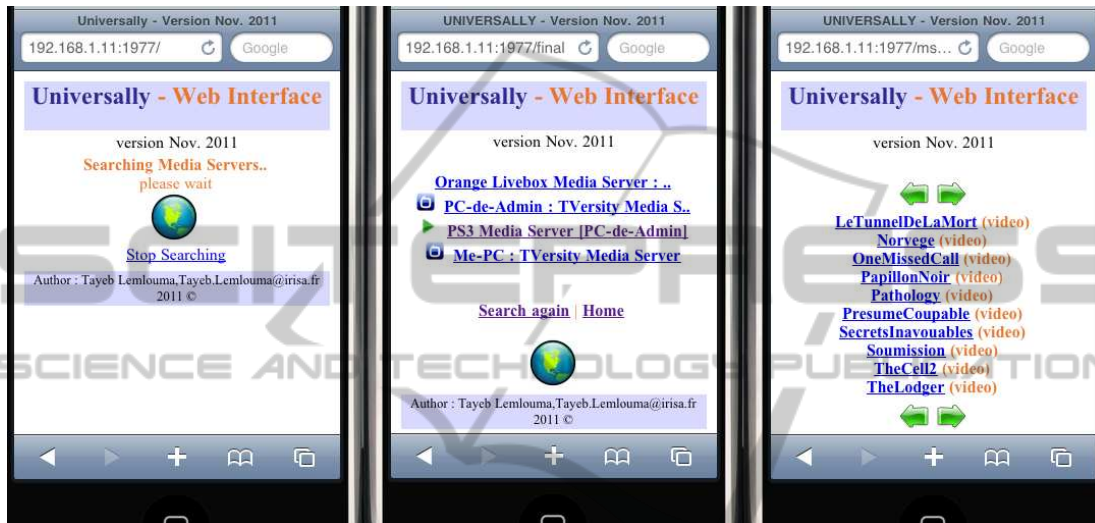 Universally - Version Nov. 2011
192.168.1.11:1977/
Google
Universally - Web Interface
version Nov. 2011
Searching Media Servers..
please wait
Stop Searching
Author : Tayeb Lemlouma,Tayeb.Lemlouma@irisa.fr
2011 ©
UNIVERSALLY - Version Nov. 2011
192.168.1.11:1977/final
Google
Universally - Web Interface
version Nov. 2011
Orange Livebox Media Server : ..
PC-de-Admin : TVersity Media S..
PS3 Media Server [PC-de-Admin]
Me-PC : TVersity Media Server
Search again | Home
Author : Tayeb Lemlouma,Tayeb.Lemlouma@irisa.fr
2011 ©
UNIVERSALLY - Version Nov. 2011
192.168.1.11:1977/ms...
Google
Universally - Web Interface
version Nov. 2011
LeTunnelDeLaMort (video)
Norvege (video)
OneMissedCall (video)
PapillonNoir (video)
Pathology (video)
PresumeCoupable (video)
SecretsInavouables (video)
Soumission (video)
TheCell2 (video)
TheLodger (video)
SCITEPRESS
SCIENCE AND TECHNOLOGY PUBLICATIONS